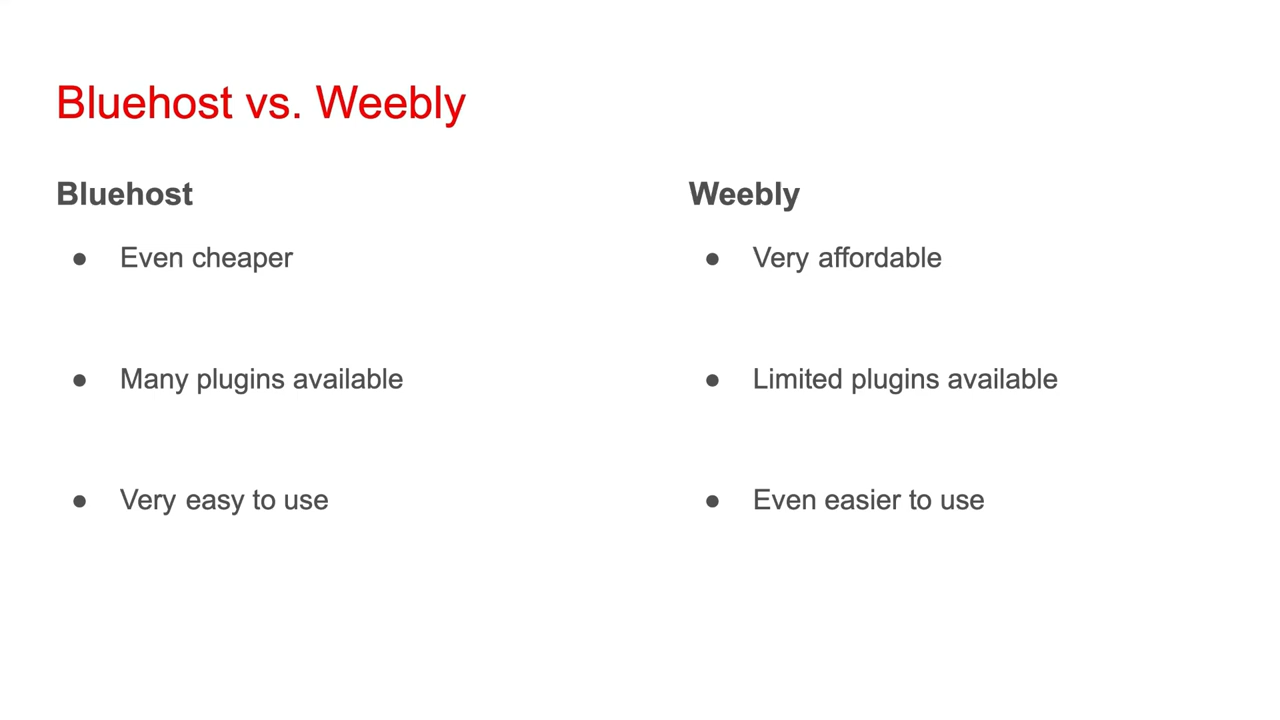 Bluehost vs. Weebly
Bluehost
● Even cheaper
● Many plugins available
● Very easy to use
Weebly
● Very affordable
● Limited plugins available
● Even easier to use